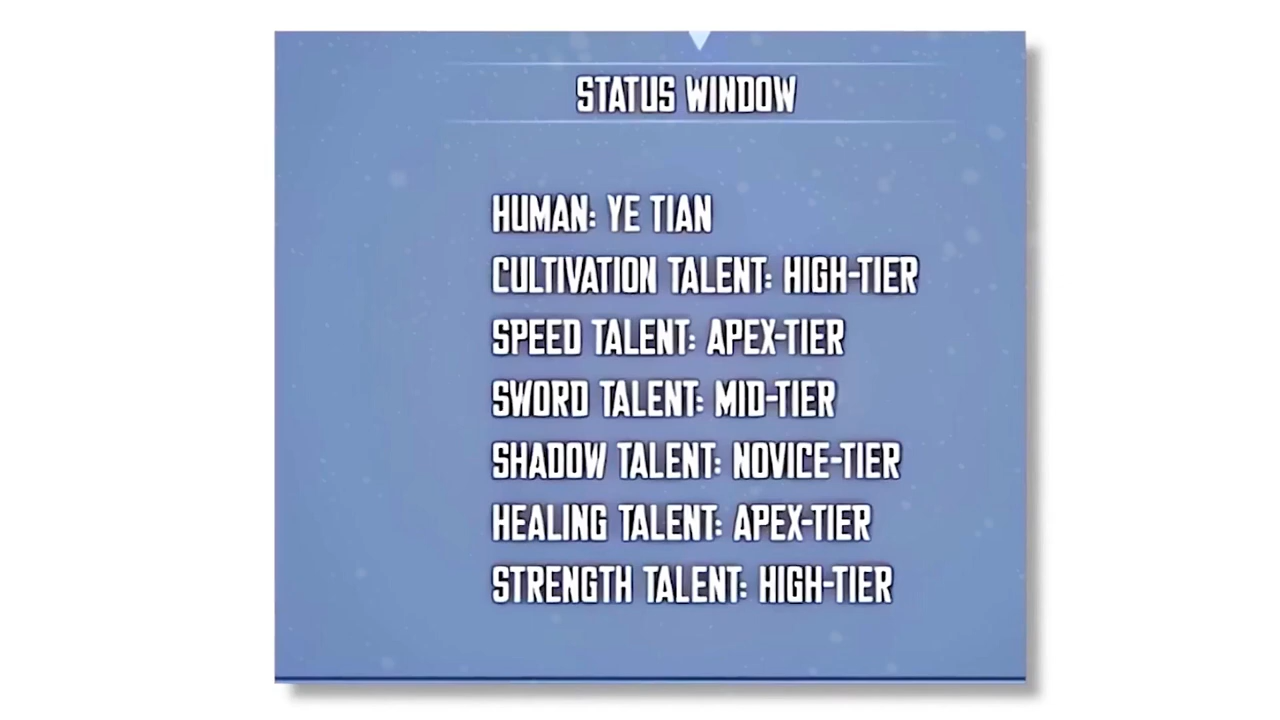 STATUS WINDOW
HUMAN: YE TIAN
CULTIVATION TALENT: HIGH-TIER
SPEED TALENT: APEX-TIER
SWORD TALENT: MID-TIER
SHADOW TALENT: NOVICE-TIER
HEALING TALENT: APEX-TIER
STRENGTH TALENT: HIGH-TIER